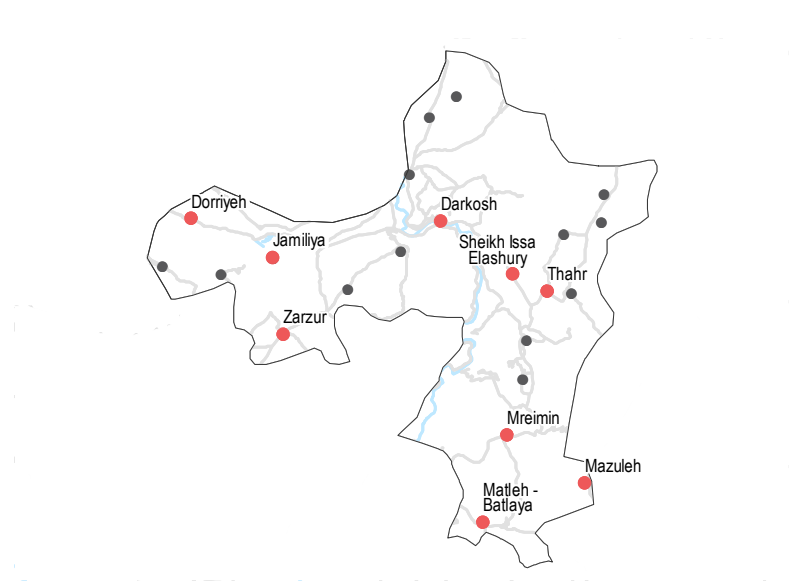 Dorriyeh
Darkosh
Jamiliya
Sheikh Issa
Elashury
Thahr
Zarzur
Mreimin
Mazuleh
Matleh -
Batlaya